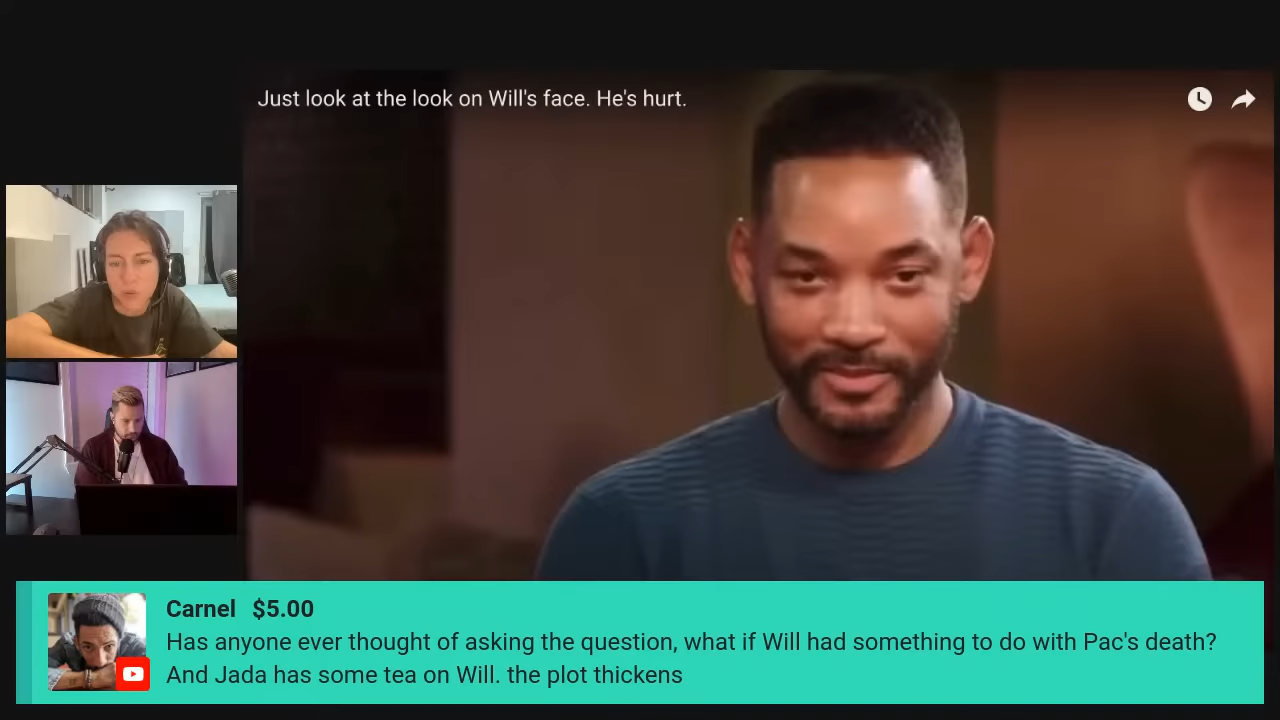 Just look at the look on Will's face. He's hurt.
Carnel $5.00
Has anyone ever thought of asking the question, what if Will had something to do with Pac's death?
And Jada has some tea on Will. the plot thickens